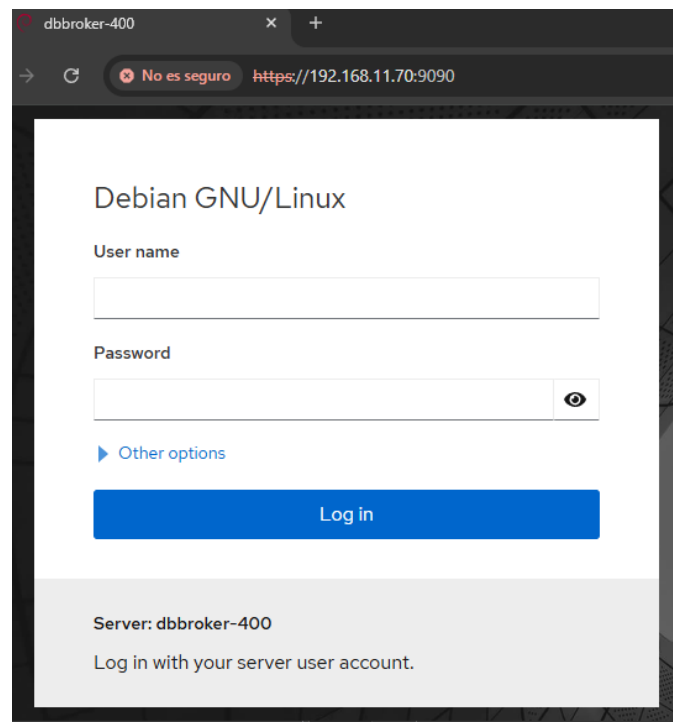 dbbroker-400
No es seguro https://192.168.11.70:9090
Debian GNU/Linux
User name
Password
Other options
Log in
Server: dbbroker-400
Log in with your server user account.